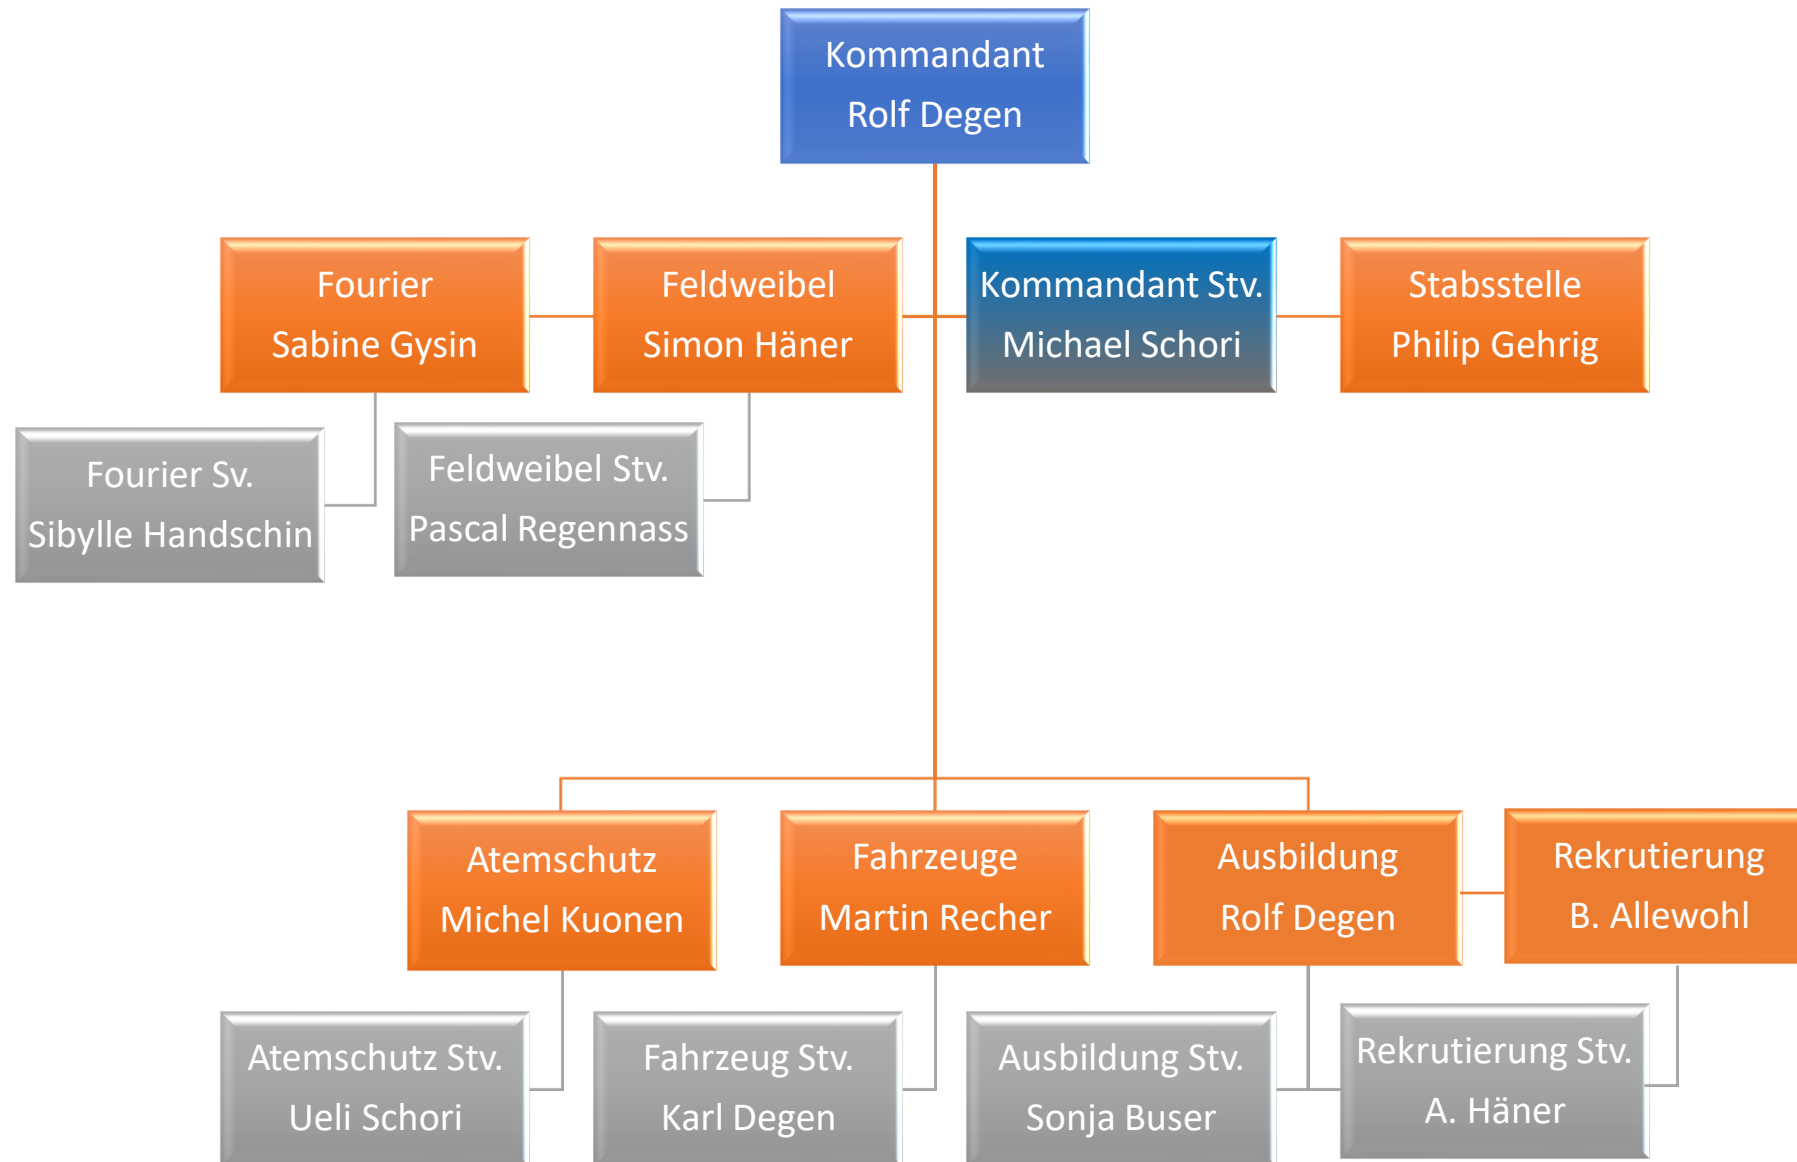 Kommandant
Rolf Degen
Fourier
Sabine Gysin
Feldweibel
Simon Häner
Kommandant Stv.
Michael Schori
Stabsstelle
Philip Gehrig
Fourier Sv.
Sibylle Handschin
Feldweibel Stv.
Pascal Regennass
Atemschutz
Michel Kuonen
Fahrzeuge
Martin Recher
Ausbildung
Rolf Degen
Rekrutierung
B. Allewohl
Atemschutz Stv.
Ueli Schori
Fahrzeug Stv.
Karl Degen
Ausbildung Stv.
Sonja Buser
Rekrutierung Stv.
A. Häner